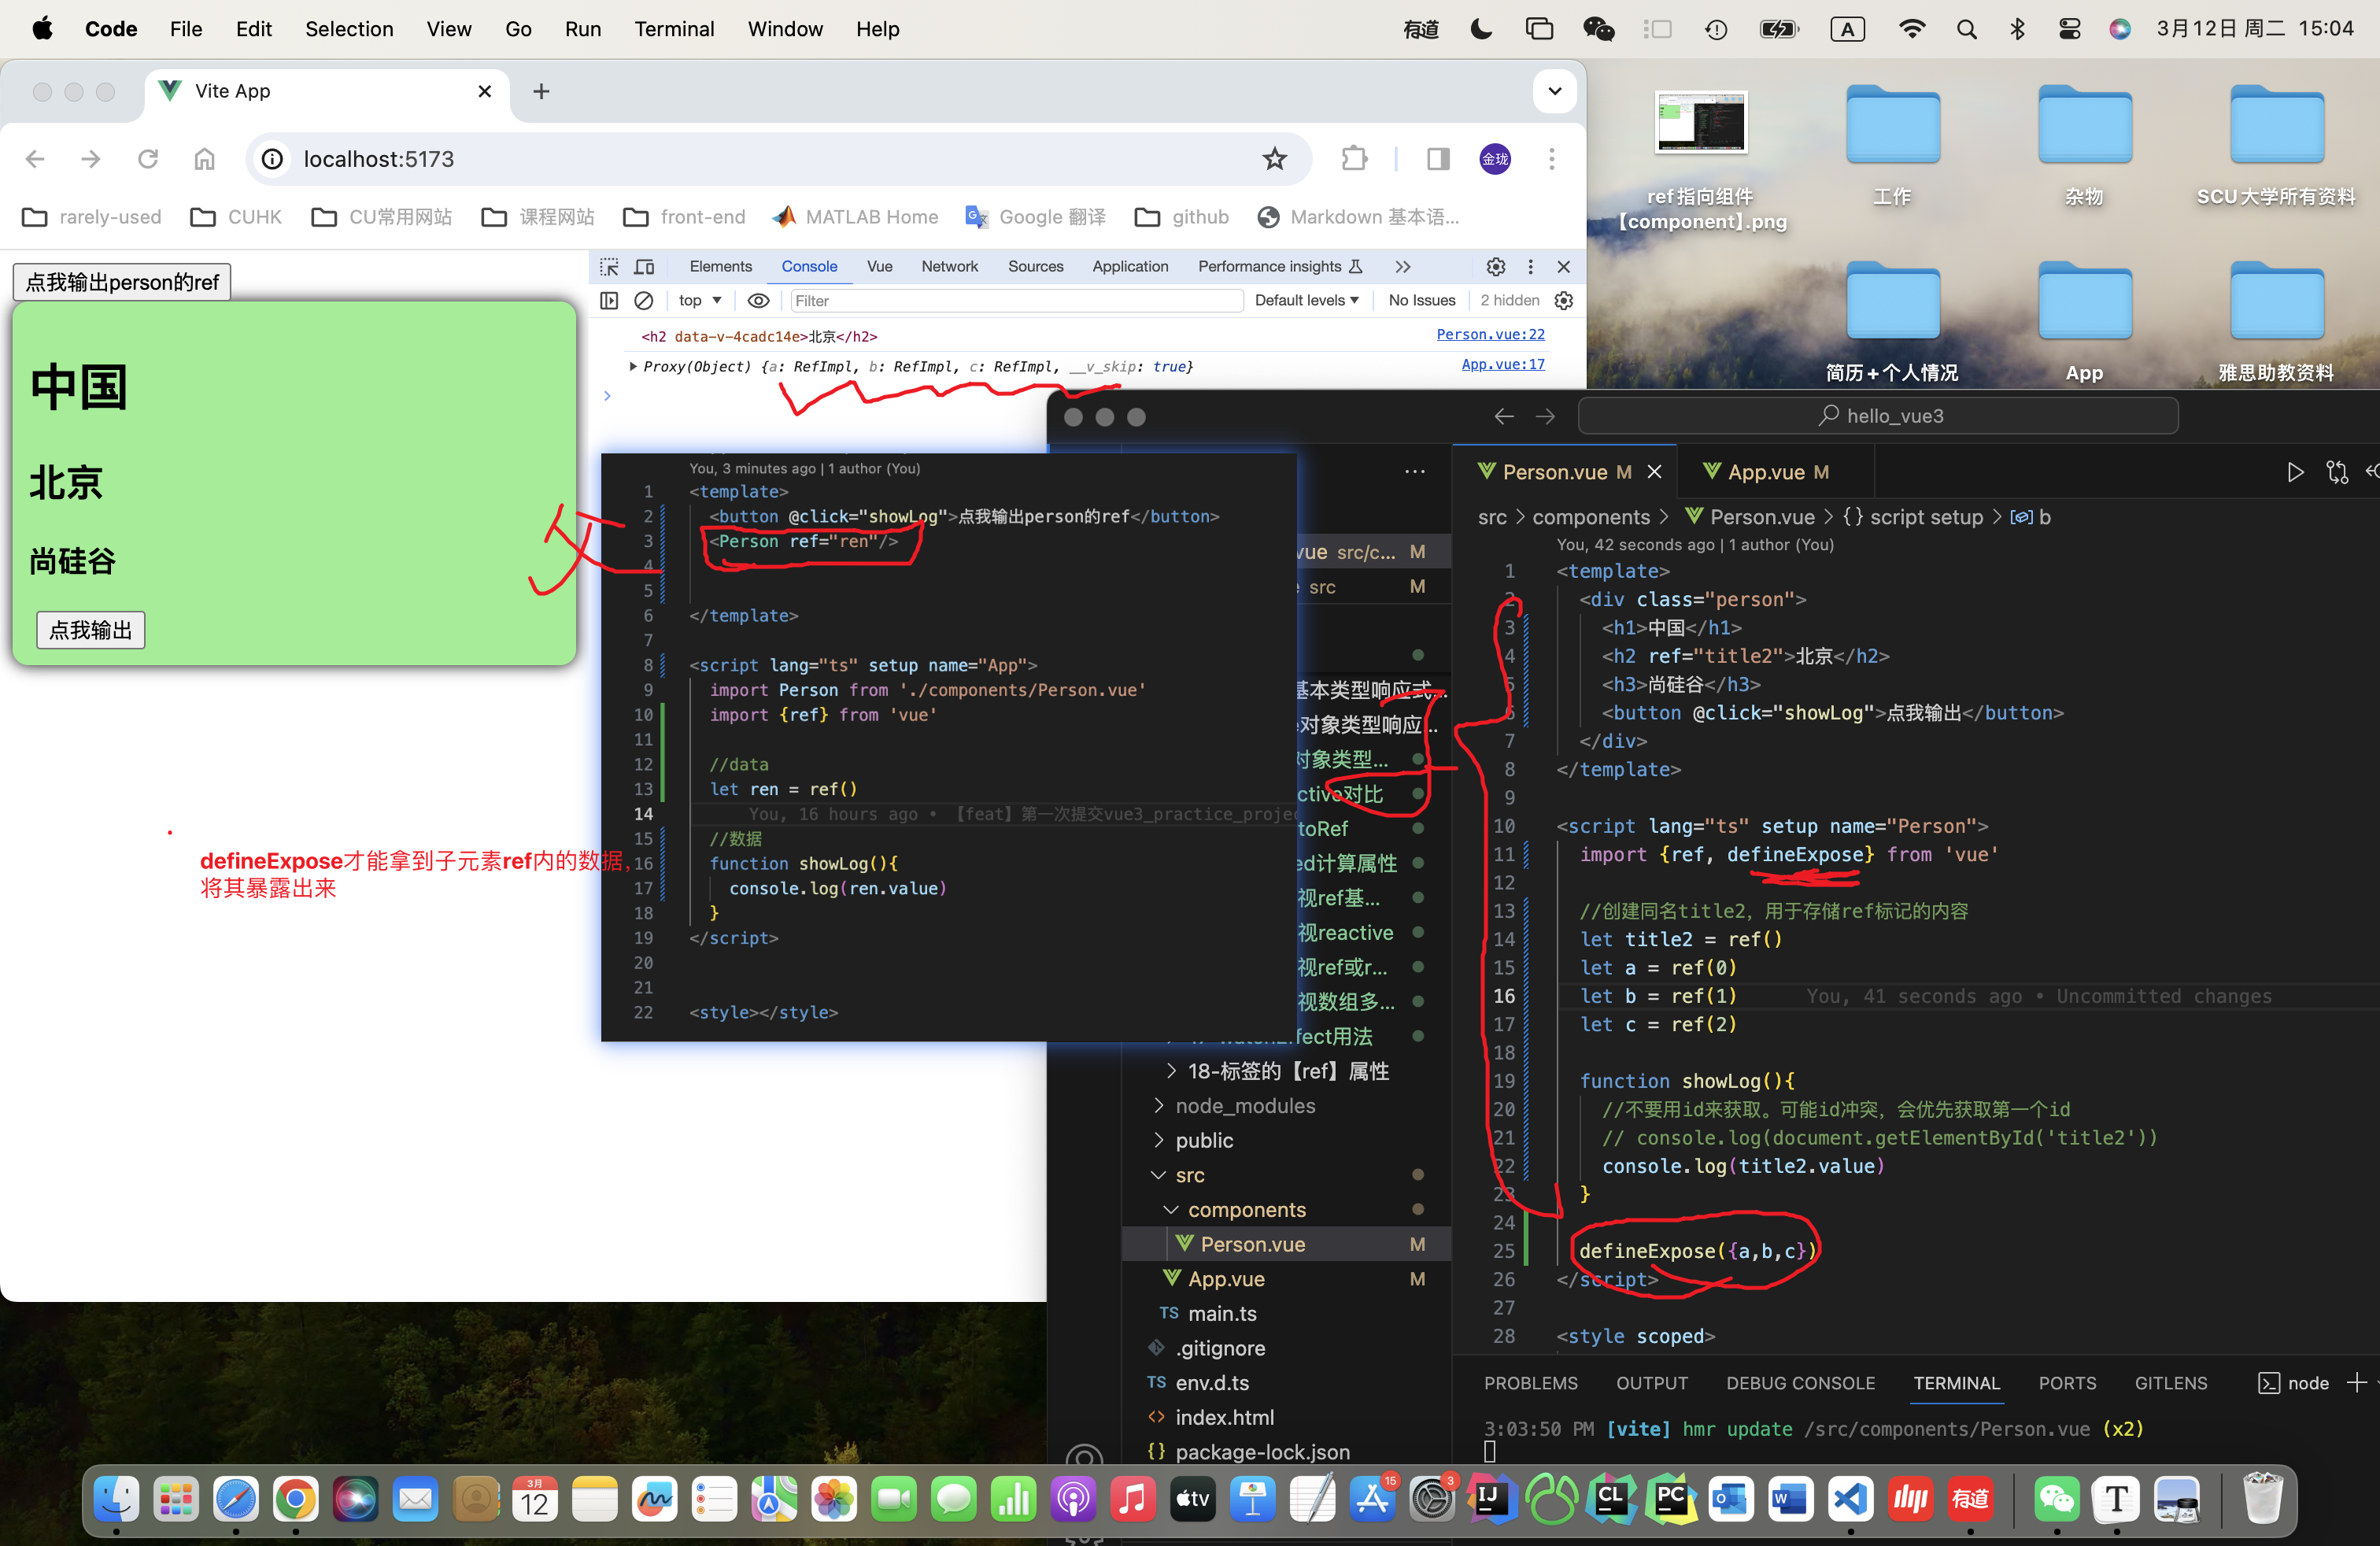 Code File Edit Selection View Go Run Terminal Window Help
有道 A 3月12日 周二 15:04
Vite App
localhost:5173
金珑
rarely-used CUHK CU常用网站 课程网站 front-end MATLAB Home Google 翻译 github Markdown 基本语...
点我输出person的ref
中国
北京
尚硅谷
点我输出
Elements Console Vue Network Sources Application Performance insights
top Filter Default levels No Issues 2 hidden
<h2 data-v-4cadc14e>北京</h2> Person.vue:22
Proxy(Object) {a: RefImpl, b: RefImpl, c: RefImpl, __v_skip: true} App.vue:17
ref指向组件
【component】.png
工作
杂物
SCU大学所有资料
简历+个人情况
App
雅思助教资料
父
defineExpose才能拿到子元素ref内的数据，
将其暴露出来
You, 3 minutes ago | 1 author (You)
1 <template>
2 <button @click="showLog">点我输出person的ref</button>
3 <Person ref="ren"/>
4
5
6 </template>
7
8 <script lang="ts" setup name="App">
9 import Person from './components/Person.vue'
10 import {ref} from 'vue'
11
12 //data
13 let ren = ref()
14 You, 16 hours ago • 【feat】第一次提交vue3_practice_projec
15 //数据
16 function showLog(){
17 console.log(ren.value)
18 }
19 </script>
20
21
22 <style></style>
hello_vue3
vue src/c... M
src M
基本类型响应式...
对象类型响应...
对象类型...
ctive对比
toRef
ed计算属性
视ref基...
视reactive
视ref或r...
视数组多...
fect用法
18-标签的【ref】属性
node_modules
public
src
components
Person.vue M
App.vue M
TS main.ts
.gitignore
TS env.d.ts
index.html
package-lock.json
子
Person.vue M App.vue M
src > components > Person.vue > {} script setup > b
You, 42 seconds ago | 1 author (You)
1 <template>
2 <div class="person">
3 <h1>中国</h1>
4 <h2 ref="title2">北京</h2>
5 <h3>尚硅谷</h3>
6 <button @click="showLog">点我输出</button>
7 </div>
8 </template>
9
10 <script lang="ts" setup name="Person">
11 import {ref, defineExpose} from 'vue'
12
13 //创建同名title2，用于存储ref标记的内容
14 let title2 = ref()
15 let a = ref(0)
16 let b = ref(1) You, 41 seconds ago • Uncommitted changes
17 let c = ref(2)
18
19 function showLog(){
20 //不要用id来获取。可能id冲突，会优先获取第一个id
21 // console.log(document.getElementById('title2'))
22 console.log(title2.value)
23 }
24
25 defineExpose({a,b,c})
26 </script>
27
28 <style scoped>
PROBLEMS OUTPUT DEBUG CONSOLE TERMINAL PORTS GITLENS node
3:03:50 PM [vite] hmr update /src/components/Person.vue (x2)
3月
12
tv
15
3
IJ
CL
PC
W
有道
T